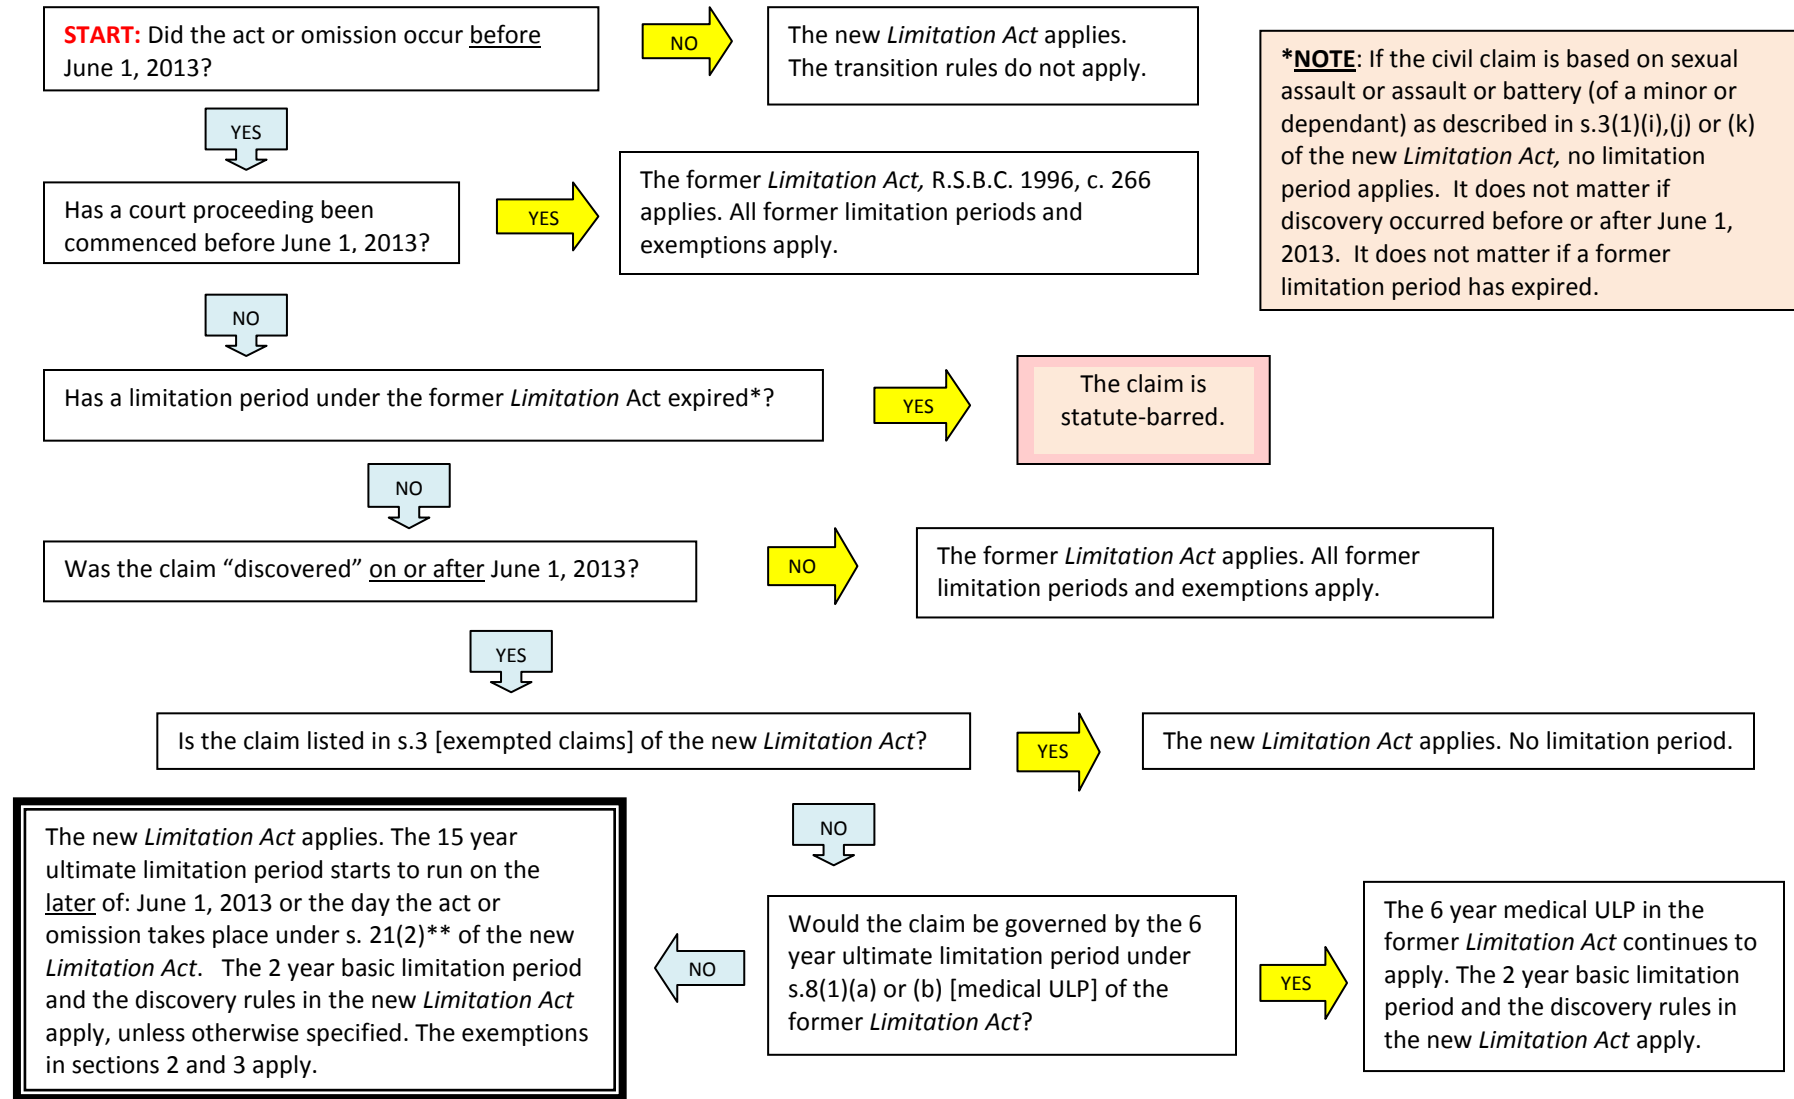 START: Did the act or omission occur before
June 1, 2013?
NO
The new Limitation Act applies.
The transition rules do not apply.
*NOTE: If the civil claim is based on sexual
assault or assault or battery (of a minor or
dependant) as described in s.3(1)(i),(j) or (k)
of the new Limitation Act, no limitation
period applies.  It does not matter if
discovery occurred before or after June 1,
2013.  It does not matter if a former
limitation period has expired.
YES
Has a court proceeding been
commenced before June 1, 2013?
YES
The former Limitation Act, R.S.B.C. 1996, c. 266
applies. All former limitation periods and
exemptions apply.
NO
Has a limitation period under the former Limitation Act expired*?
YES
The claim is
statute-barred.
NO
Was the claim “discovered” on or after June 1, 2013?
NO
The former Limitation Act applies. All former
limitation periods and exemptions apply.
YES
Is the claim listed in s.3 [exempted claims] of the new Limitation Act?
YES
The new Limitation Act applies. No limitation period.
NO
Would the claim be governed by the 6
year ultimate limitation period under
s.8(1)(a) or (b) [medical ULP] of the
former Limitation Act?
YES
The 6 year medical ULP in the
former Limitation Act continues to
apply. The 2 year basic limitation
period and the discovery rules in
the new Limitation Act apply.
NO
The new Limitation Act applies. The 15 year
ultimate limitation period starts to run on the
later of: June 1, 2013 or the day the act or
omission takes place under s. 21(2)** of the new
Limitation Act.   The 2 year basic limitation period
and the discovery rules in the new Limitation Act
apply, unless otherwise specified. The exemptions
in sections 2 and 3 apply.